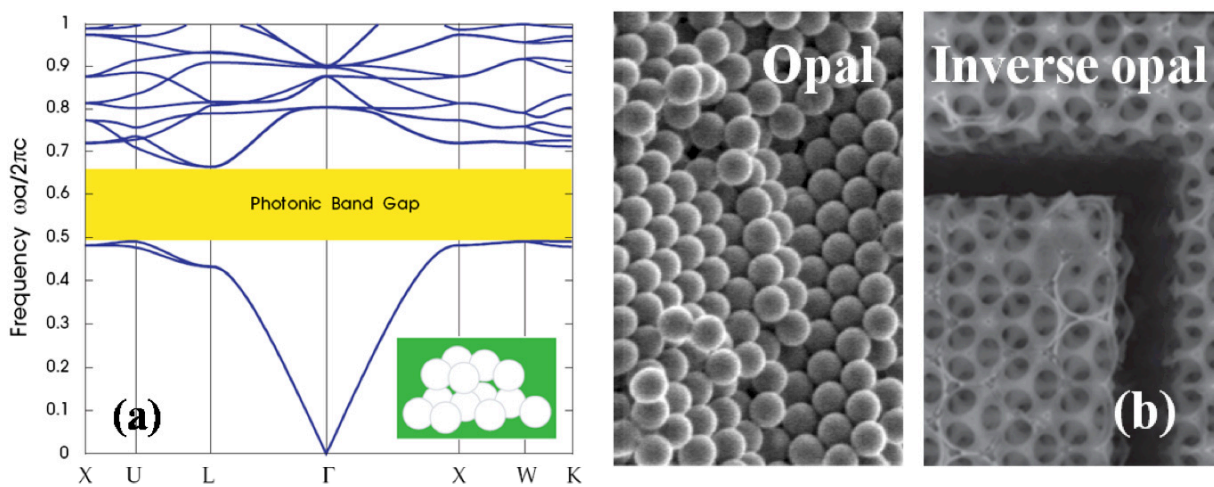 Frequency ωa/2πc
1
0.9
0.8
0.7
0.6
0.5
0.4
0.3
0.2
0.1
0
Photonic Band Gap
(a)
X U L Γ X W K
Opal
Inverse opal
(b)